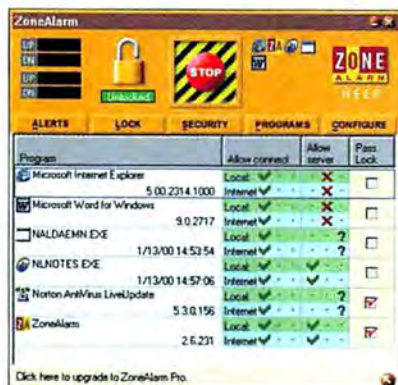 ZoneAlarm
UP
DN
UP
DN
Unlocked
STOP
ZONE
ALARM
HELP
ALERTS LOCK SECURITY PROGRAMS CONFIGURE
Program Allow connect Allow server Pass Lock
Microsoft Internet Explorer Local:
5.00.2314.1000 Internet:
Microsoft Word for Windows Local:
9.0.2717 Internet:
NALDAEMN.EXE Local: ?
1/13/00 14:53:54 Internet: ?
NLNOTES.EXE Local:
1/13/00 14:57:06 Internet:
Norton AntiVirus LiveUpdate Local: ?
5.3.0.156 Internet: ?
ZoneAlarm Local:
2.6.231 Internet:
Click here to upgrade to ZoneAlarm Pro.